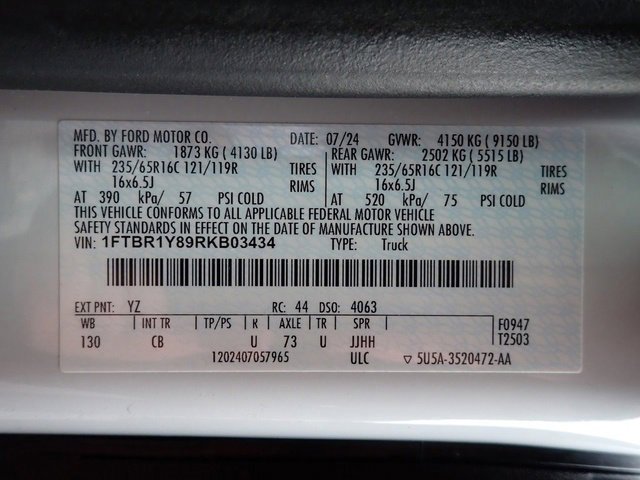 MFD. BY FORD MOTOR CO. DATE: 07/24 GVWR: 4150 KG ( 9150 LB)
FRONT GAWR: 1873 KG ( 4130 LB) REAR GAWR: 2502 KG ( 5515 LB)
WITH 235/65R16C 121/119R TIRES WITH 235/65R16C 121/119R TIRES
16x6.5J RIMS 16x6.5J RIMS
AT 390 kPa/ 57 PSI COLD AT 520 kPa/ 75 PSI COLD
THIS VEHICLE CONFORMS TO ALL APPLICABLE FEDERAL MOTOR VEHICLE
SAFETY STANDARDS IN EFFECT ON THE DATE OF MANUFACTURE SHOWN ABOVE.
VIN: 1FTBR1Y89RKB03434 TYPE: Truck
EXT PNT: YZ RC: 44 DSO: 4063
WB | INT TR | TP/PS | R | AXLE | TR | SPR F0947
130 CB U 73 U JJHH T2503
1202407057965 ULC ▽ 5U5A-3520472-AA